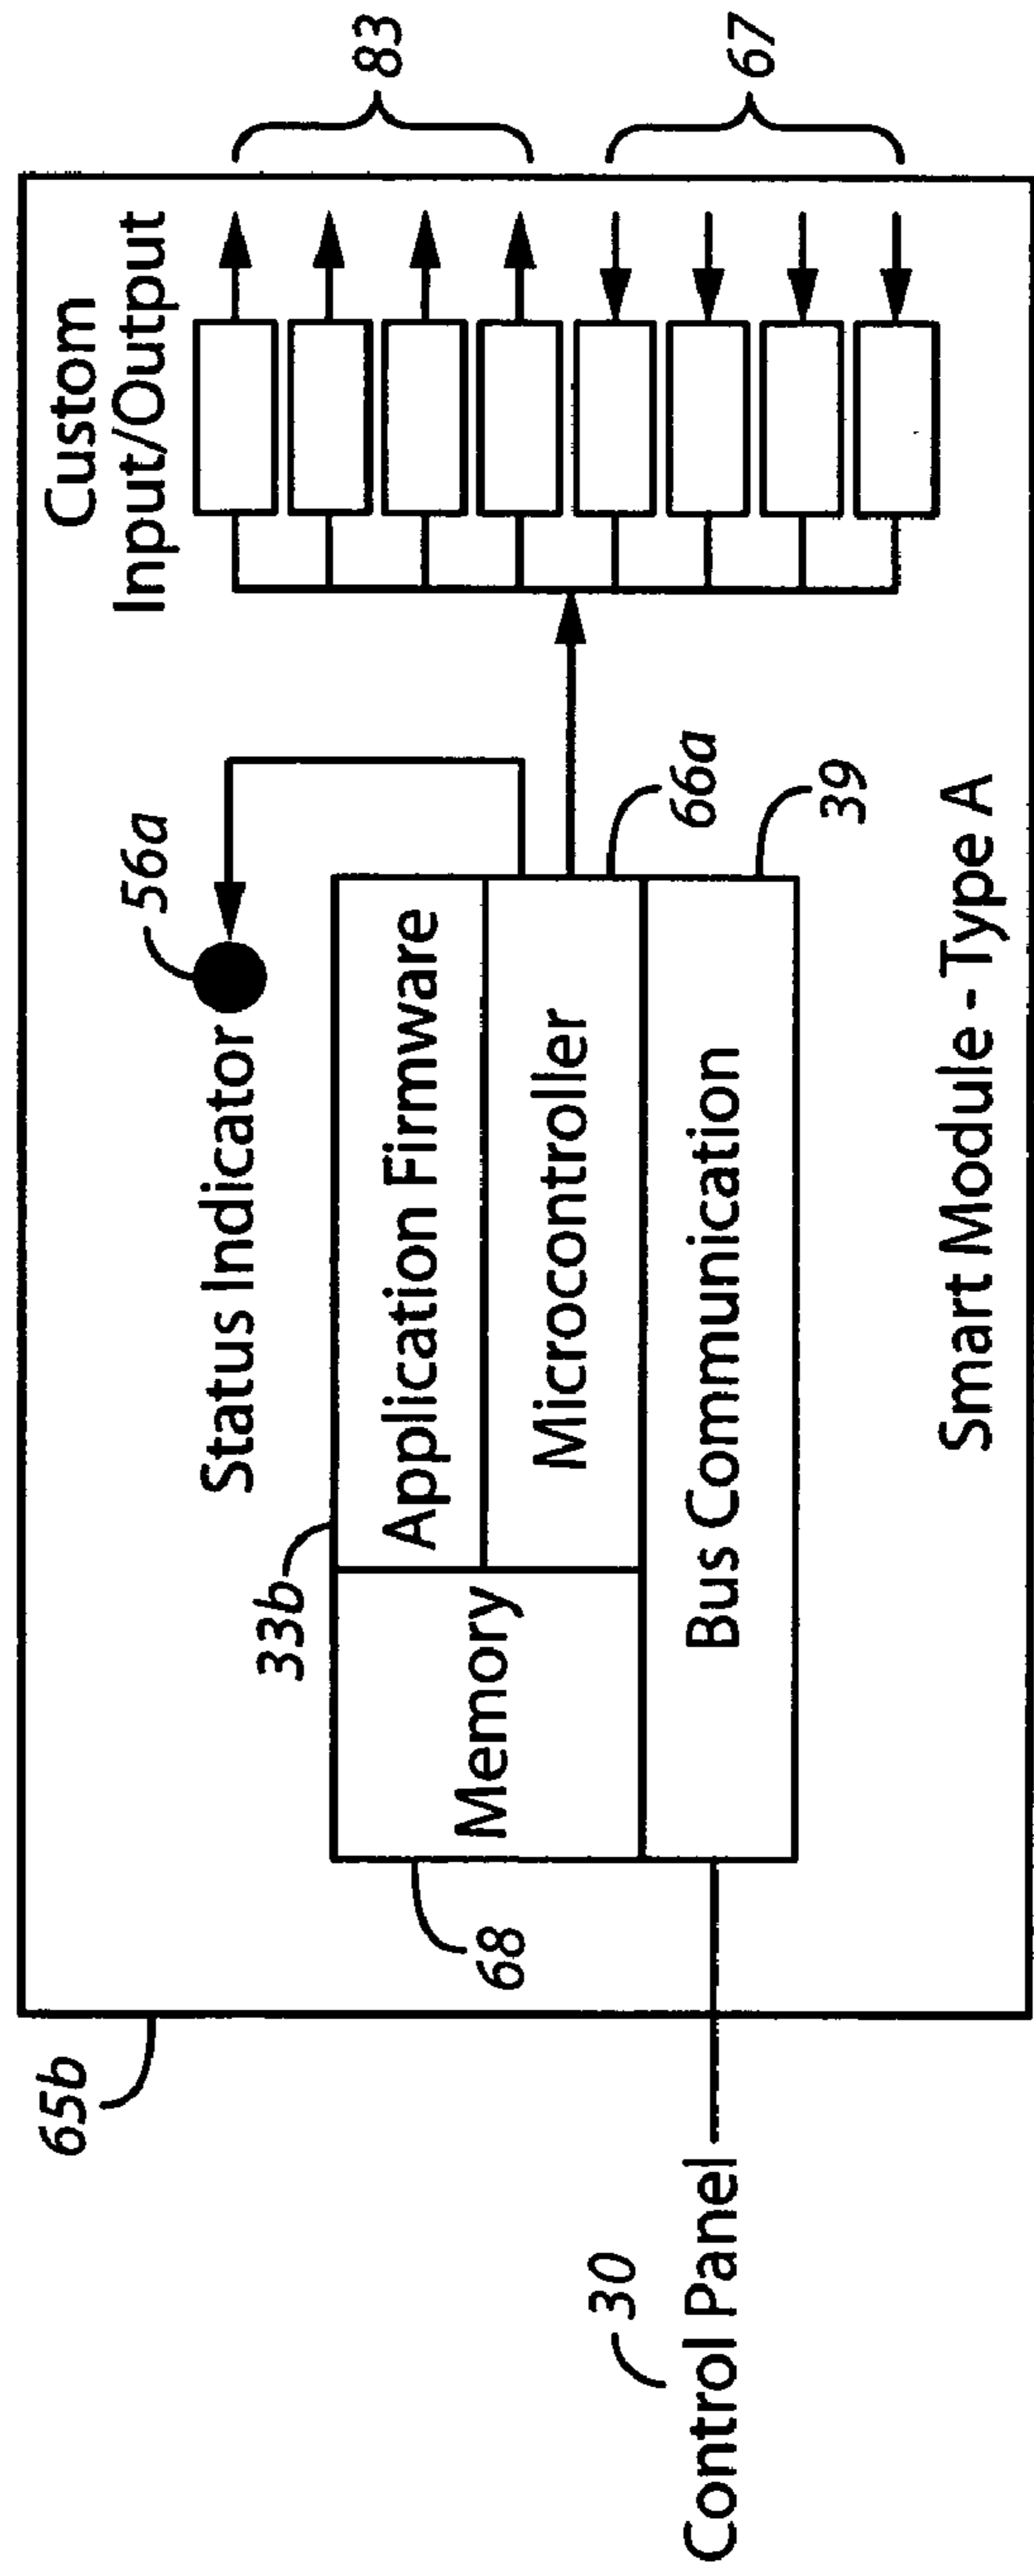 65b
Custom
Input/Output
83
56a
Status Indicator
33b
Application Firmware
Memory
Microcontroller
66a
68
Bus Communication
39
67
30
Control Panel
Smart Module - Type A